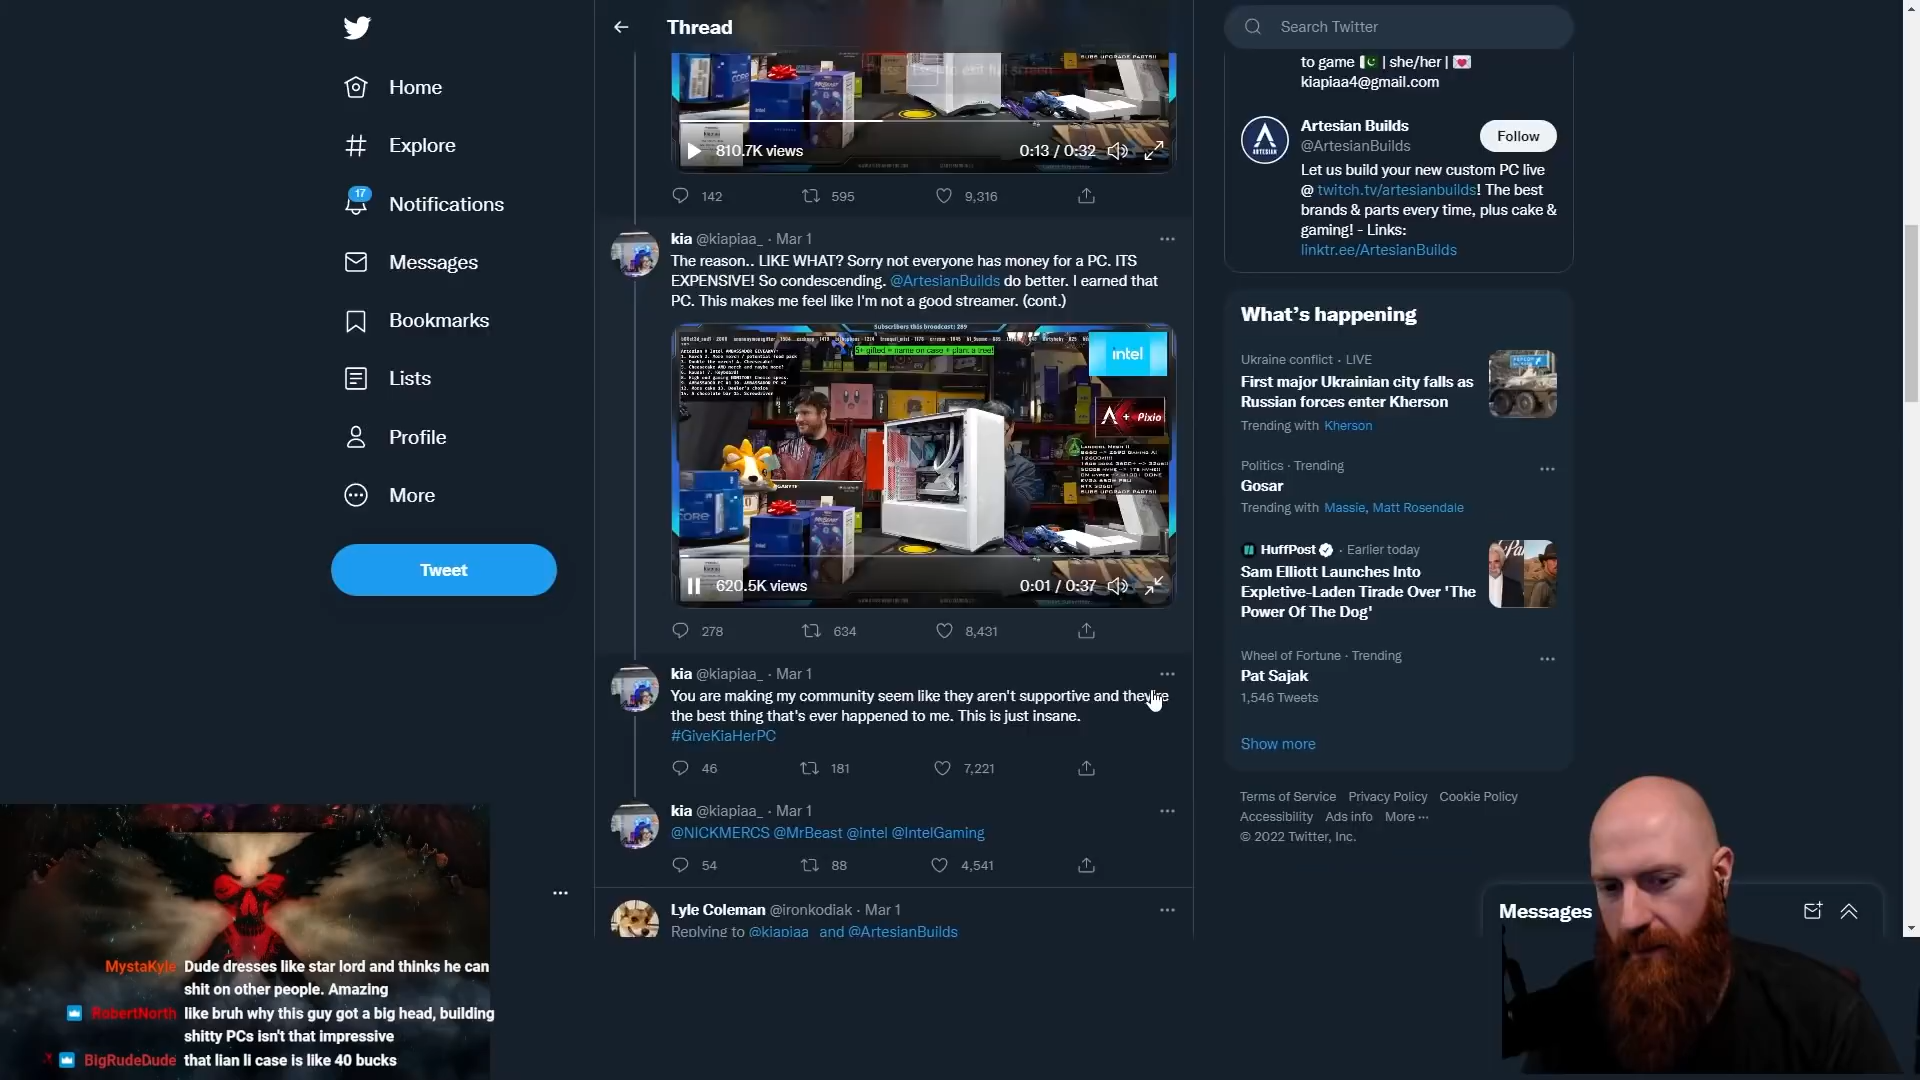 Home
Explore
17
Notifications
Messages
Bookmarks
Lists
Profile
More
Tweet
Thread
810.7K views
0:13 / 0:32
142
595
9,316
kia @kiapiaa_ · Mar 1
The reason.. LIKE WHAT? Sorry not everyone has money for a PC. ITS
EXPENSIVE! So condescending. @ArtesianBuilds do better. I earned that
PC. This makes me feel like I'm not a good streamer. (cont.)
Subscribers this broadcast: 289
5+ gifted = name on case + plant a tree!
intel
A + Pixio
620.5K views
0:01 / 0:37
278
634
8,431
kia @kiapiaa_ · Mar 1
You are making my community seem like they aren't supportive and they're
the best thing that's ever happened to me. This is just insane.
#GiveKiaHerPC
46
181
7,221
kia @kiapiaa_ · Mar 1
@NICKMERCS @MrBeast @intel @IntelGaming
54
88
4,541
Lyle Coleman @ironkodiak · Mar 1
Replying to @kiapiaa_ and @ArtesianBuilds
Search Twitter
to game | she/her |
kiapiaa4@gmail.com
Artesian Builds
@ArtesianBuilds
Follow
Let us build your new custom PC live
@ twitch.tv/artesianbuilds! The best
brands & parts every time, plus cake &
gaming! - Links:
linktr.ee/ArtesianBuilds
What's happening
Ukraine conflict · LIVE
First major Ukrainian city falls as
Russian forces enter Kherson
Trending with Kherson
Politics · Trending
Gosar
Trending with Massie, Matt Rosendale
HuffPost · Earlier today
Sam Elliott Launches Into
Expletive-Laden Tirade Over 'The
Power Of The Dog'
Wheel of Fortune · Trending
Pat Sajak
1,546 Tweets
Show more
Terms of Service Privacy Policy Cookie Policy
Accessibility Ads info More
© 2022 Twitter, Inc.
Messages
MystaKyle Dude dresses like star lord and thinks he can
shit on other people. Amazing
RobertNorth like bruh why this guy got a big head, building
shitty PCs isn't that impressive
BigRudeDude that lian li case is like 40 bucks